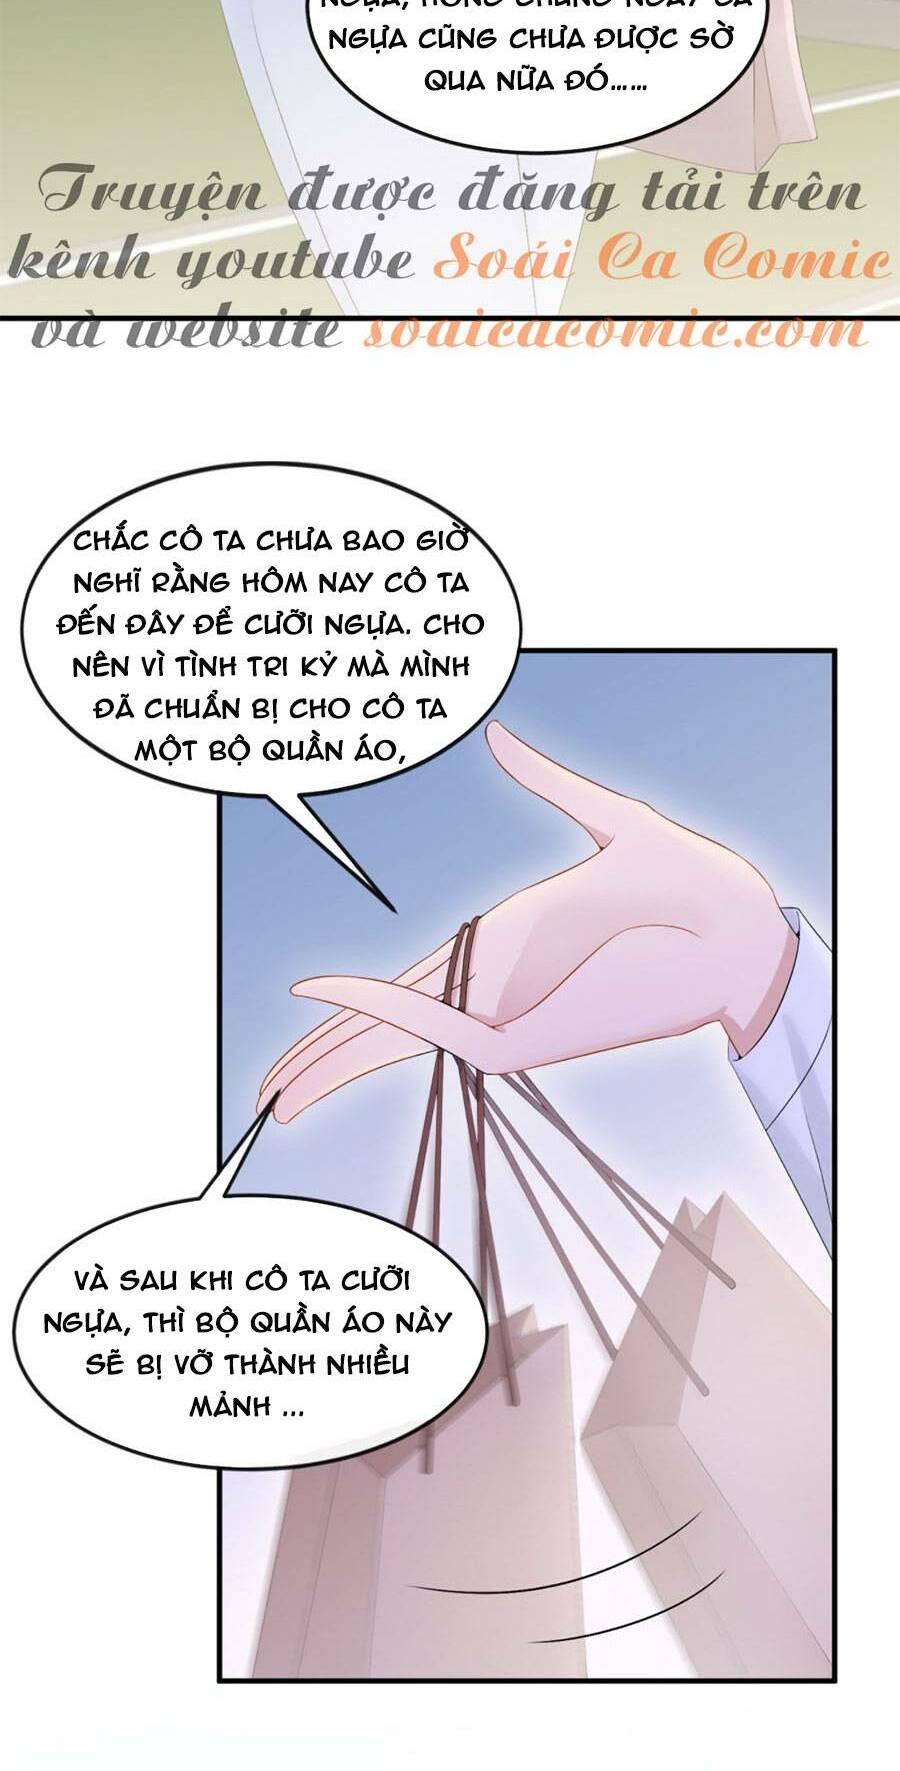 NGỰA CŨNG CHƯA ĐƯỢC SỜ
QUA NỮA ĐÓ......
Truyện được đăng tải trên
kênh youtube Soái Ca Comic
và website soaicacomic.com
CHẮC CÔ TA CHƯA BAO GIỜ
NGHĨ RẰNG HÔM NAY CÔ TA
ĐẾN ĐÂY ĐỂ CƯỠI NGỰA. CHO
NÊN VÌ TÌNH TRI KỶ MÀ MÌNH
ĐÃ CHUẨN BỊ CHO CÔ TA
MỘT BỘ QUẦN ÁO,
VÀ SAU KHI CÔ TA CƯỠI
NGỰA, THÌ BỘ QUẦN ÁO NÀY
SẼ BỊ VỠ THÀNH NHIỀU
MẢNH ...